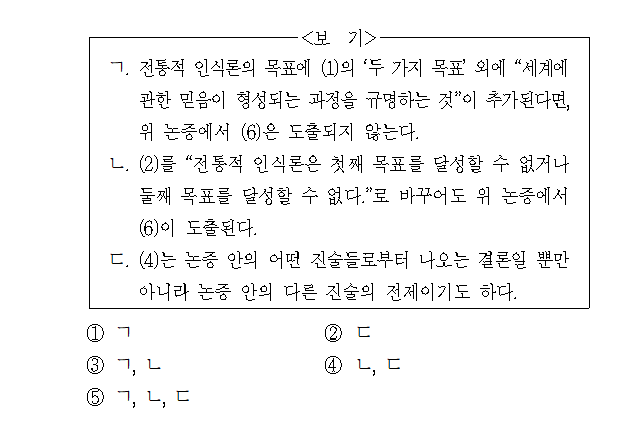 <보 기>
ㄱ. 전통적 인식론의 목표에 (1)의 ‘두 가지 목표’ 외에 “세계에
관한 믿음이 형성되는 과정을 규명하는 것”이 추가된다면,
위 논증에서 (6)은 도출되지 않는다.
ㄴ. (2)를 “전통적 인식론은 첫째 목표를 달성할 수 없거나
둘째 목표를 달성할 수 없다.”로 바꾸어도 위 논증에서
(6)이 도출된다.
ㄷ. (4)는 논증 안의 어떤 진술들로부터 나오는 결론일 뿐만
아니라 논증 안의 다른 진술의 전제이기도 하다.
① ㄱ ② ㄷ
③ ㄱ, ㄴ ④ ㄴ, ㄷ
⑤ ㄱ, ㄴ, ㄷ